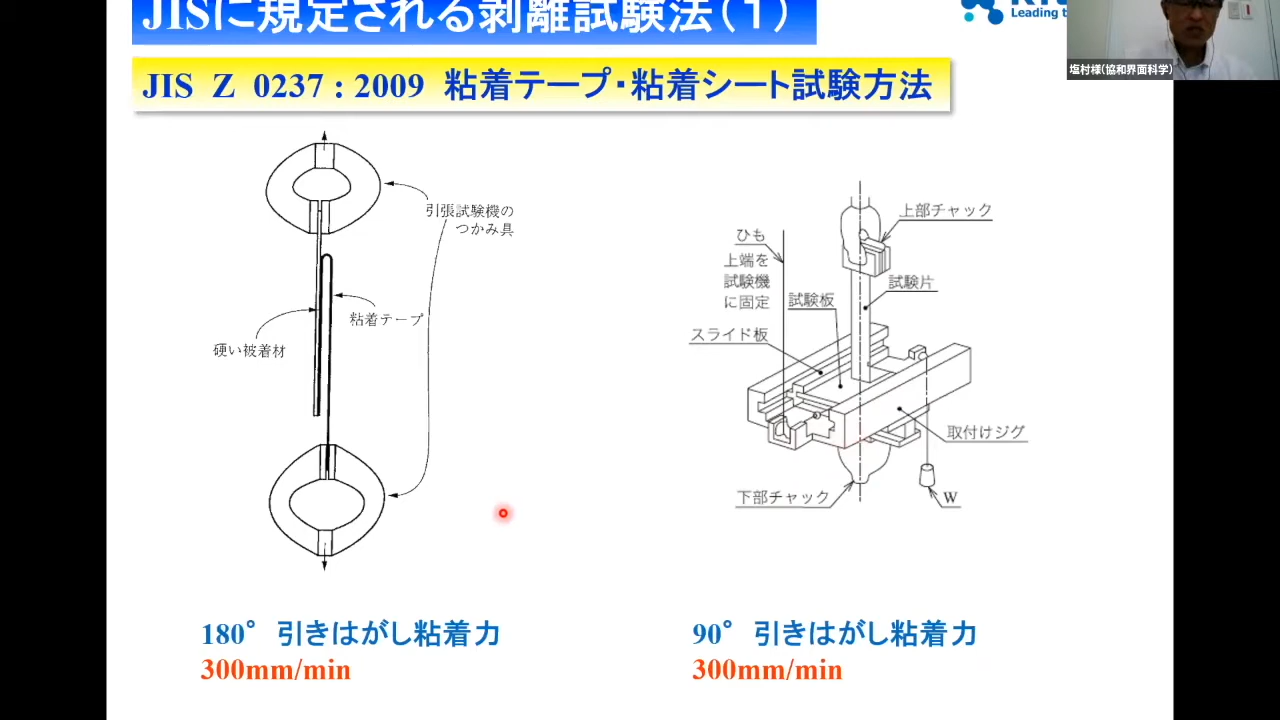 JISに規定される剥離試験法(1)
Leading t
塩村様(協和界面科学)
JIS Z 0237 : 2009 粘着テープ・粘着シート試験方法
引張試験機の
つかみ具
粘着テープ
硬い被着材
上部チャック
ひも
上端を
試験機
に固定
試験片
試験板
スライド板
取付けジグ
下部チャック
W
180° 引きはがし粘着力
300mm/min
90° 引きはがし粘着力
300mm/min